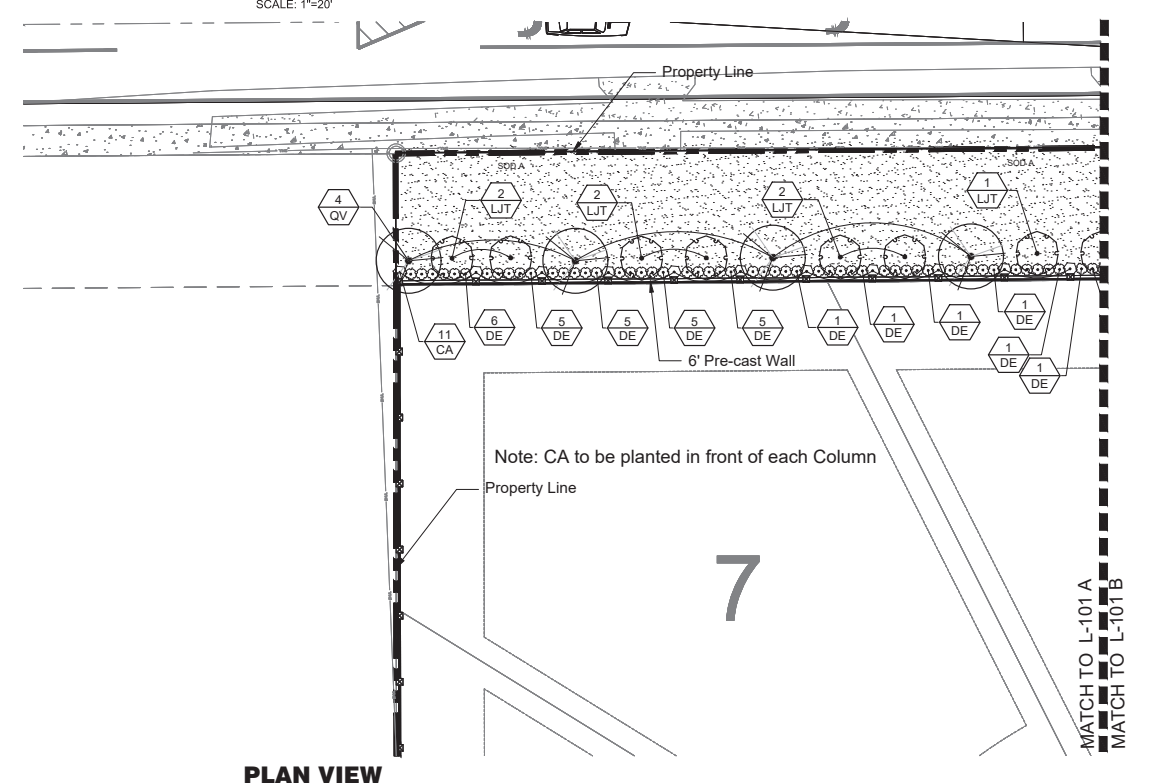 SCALE: 1"=20'
Property Line
SOD A
SOD A
4
QV
2
LJT
2
LJT
2
LJT
1
LJT
11
CA
6
DE
5
DE
5
DE
5
DE
5
DE
1
DE
1
DE
1
DE
1
DE
1
DE
1
DE
6' Pre-cast Wall
Note: CA to be planted in front of each Column
Property Line
7
MATCH TO L-101 A
MATCH TO L-101 B
PLAN VIEW